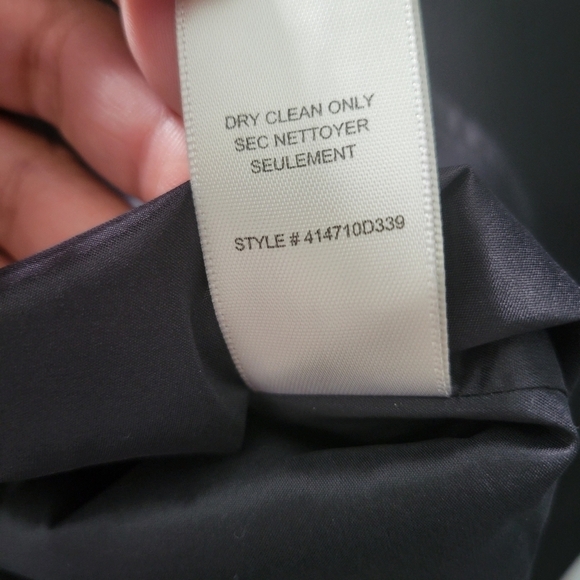 DRY CLEAN ONLY
SEC NETTOYER
SEULEMENT
STYLE # 414710D339